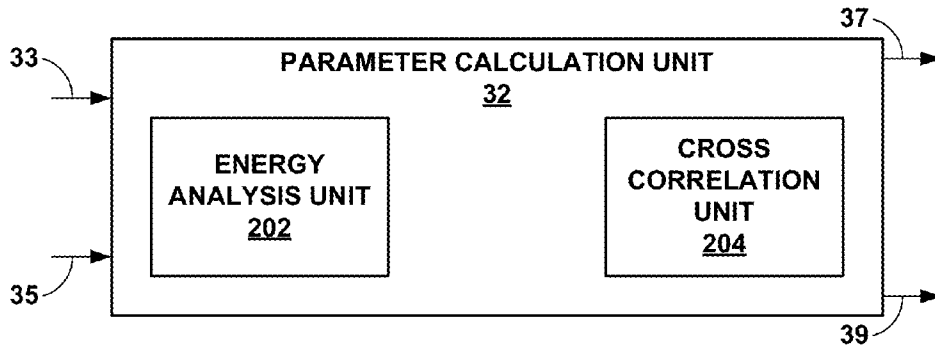 33
37
PARAMETER CALCULATION UNIT
32
ENERGY
ANALYSIS UNIT
202
CROSS
CORRELATION
UNIT
204
35
39